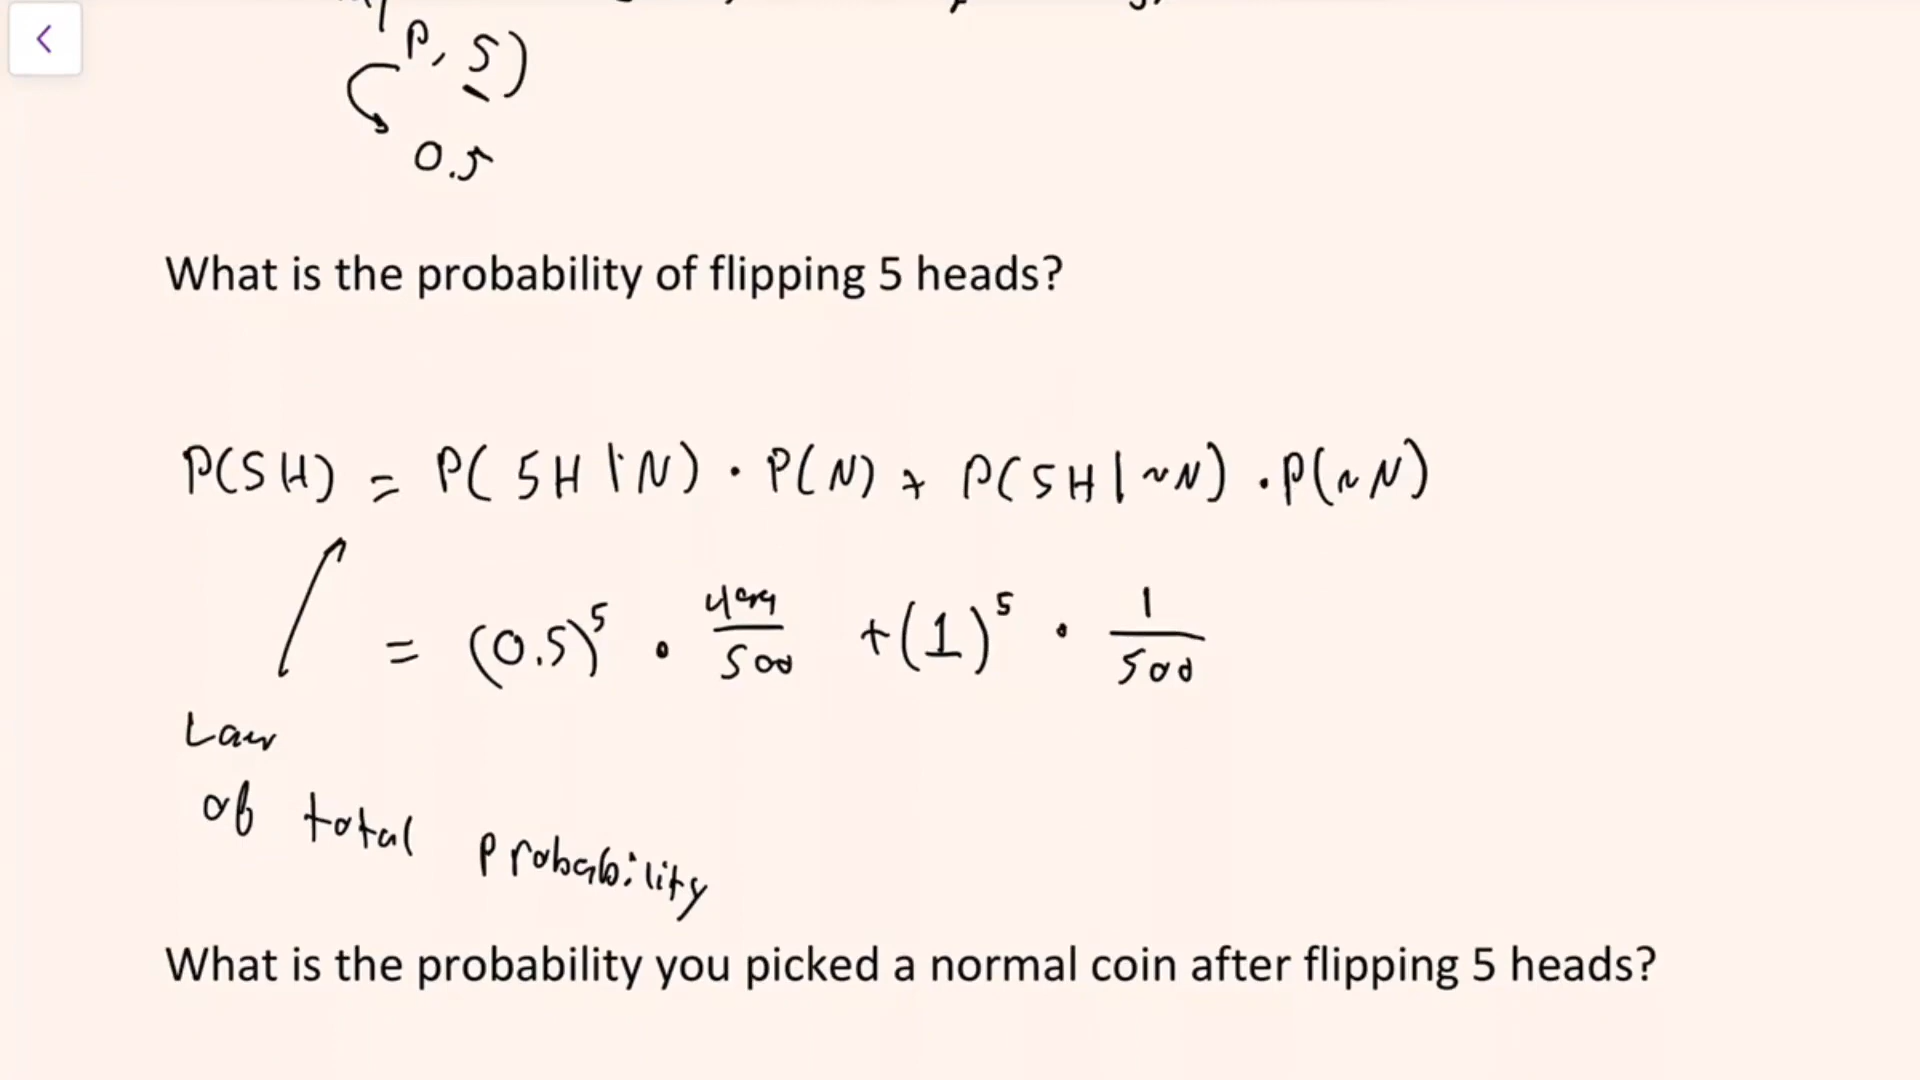 P, 5)
0.5
What is the probability of flipping 5 heads?
P(5H) = P( 5H | N) · P(N) + P(5H | ~N) · P(~N)
= (0.5)^5 · 499/500 + (1)^5 · 1/500
Law
of total
probability
What is the probability you picked a normal coin after flipping 5 heads?